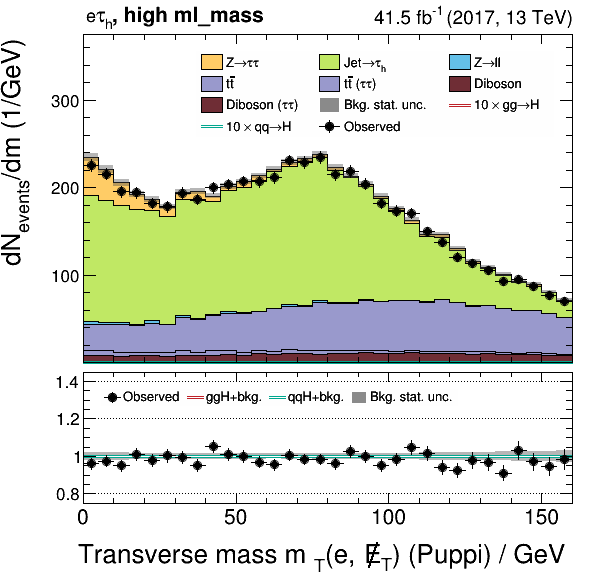 eτh, high ml_mass 41.5 fb⁻¹ (2017, 13 TeV)
Z→ττ Jet→τh Z→ll
tt̄ tt̄ (ττ) Diboson
Diboson (ττ) Bkg. stat. unc. 10 × gg→H
10 × qq→H Observed
dNevents/dm (1/GeV)
300
200
100
Observed ggH+bkg. qqH+bkg. Bkg. stat. unc.
1.4
1.2
1
0.8
0 50 100 150
Transverse mass m T(e, E̸T) (Puppi) / GeV